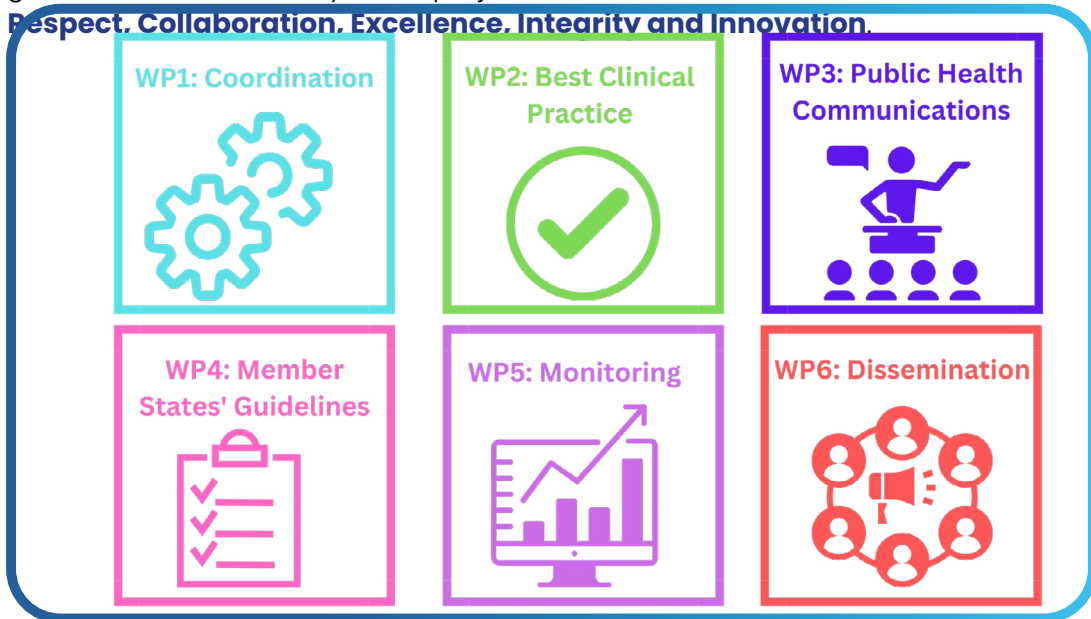 Respect, Collaboration, Excellence, Integrity and Innovation.
WP1: Coordination
WP2: Best Clinical
Practice
WP3: Public Health
Communications
WP4: Member
States' Guidelines
WP5: Monitoring
WP6: Dissemination